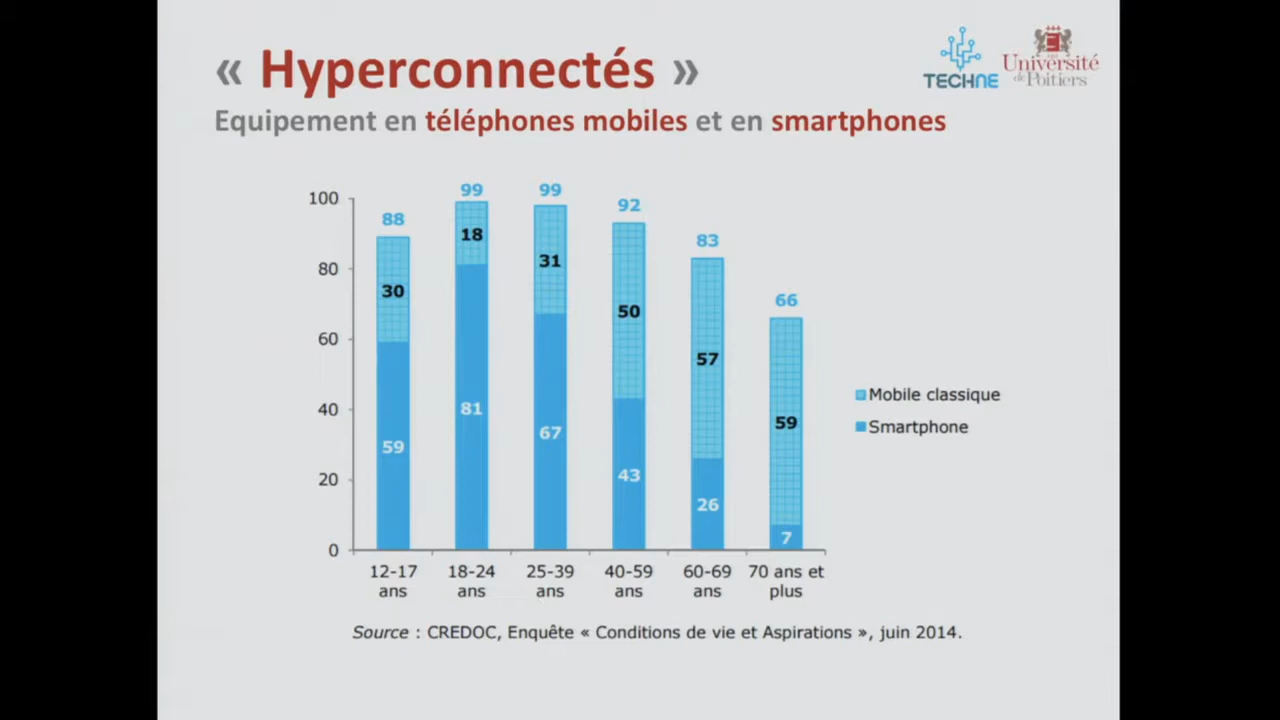 « Hyperconnectés »
Equipement en téléphones mobiles et en smartphones
TECHNE
Université
de Poitiers
100
80
60
40
20
0
88
99
99
92
83
66
30
18
31
50
57
59
59
81
67
43
26
7
12-17
ans
18-24
ans
25-39
ans
40-59
ans
60-69
ans
70 ans et
plus
Mobile classique
Smartphone
Source : CREDOC, Enquête « Conditions de vie et Aspirations », juin 2014.